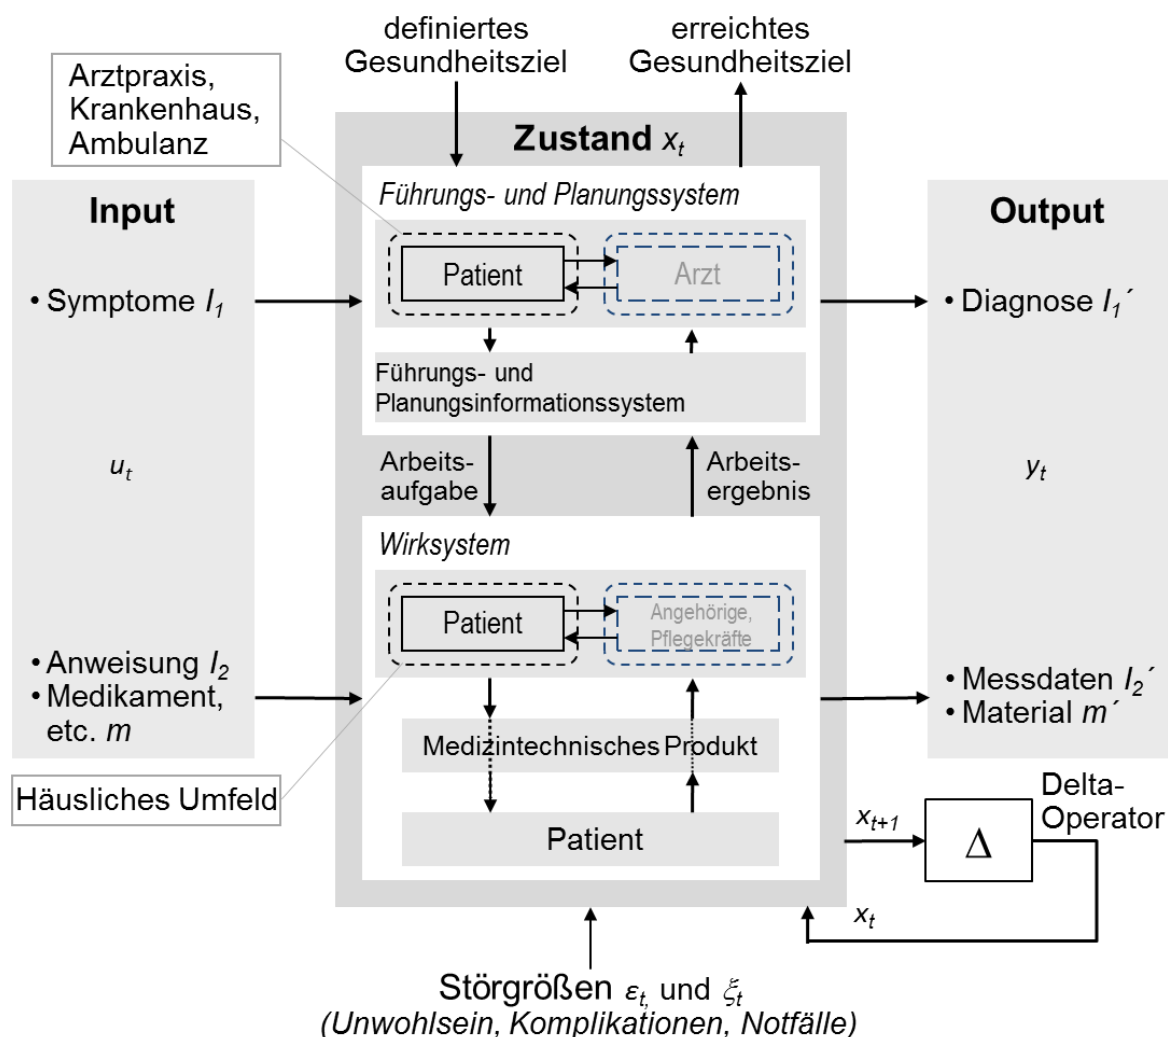 definiertes
Gesundheitsziel
erreichtes
Gesundheitsziel
Arztpraxis,
Krankenhaus,
Ambulanz
Zustand xₜ
Input
Führungs- und Planungssystem
Output
Patient
Arzt
• Symptome I₁
• Diagnose I₁´
Führungs- und
Planungsinformationssystem
uₜ
Arbeits-
aufgabe
Arbeits-
ergebnis
yₜ
Wirksystem
Patient
Angehörige,
Pflegekräfte
• Anweisung I₂
• Medikament,
etc. m
• Messdaten I₂´
• Material m´
Medizintechnisches Produkt
Häusliches Umfeld
Patient
xₜ₊₁
Δ
Delta-
Operator
xₜ
Störgrößen εₜ, und ξₜ
(Unwohlsein, Komplikationen, Notfälle)